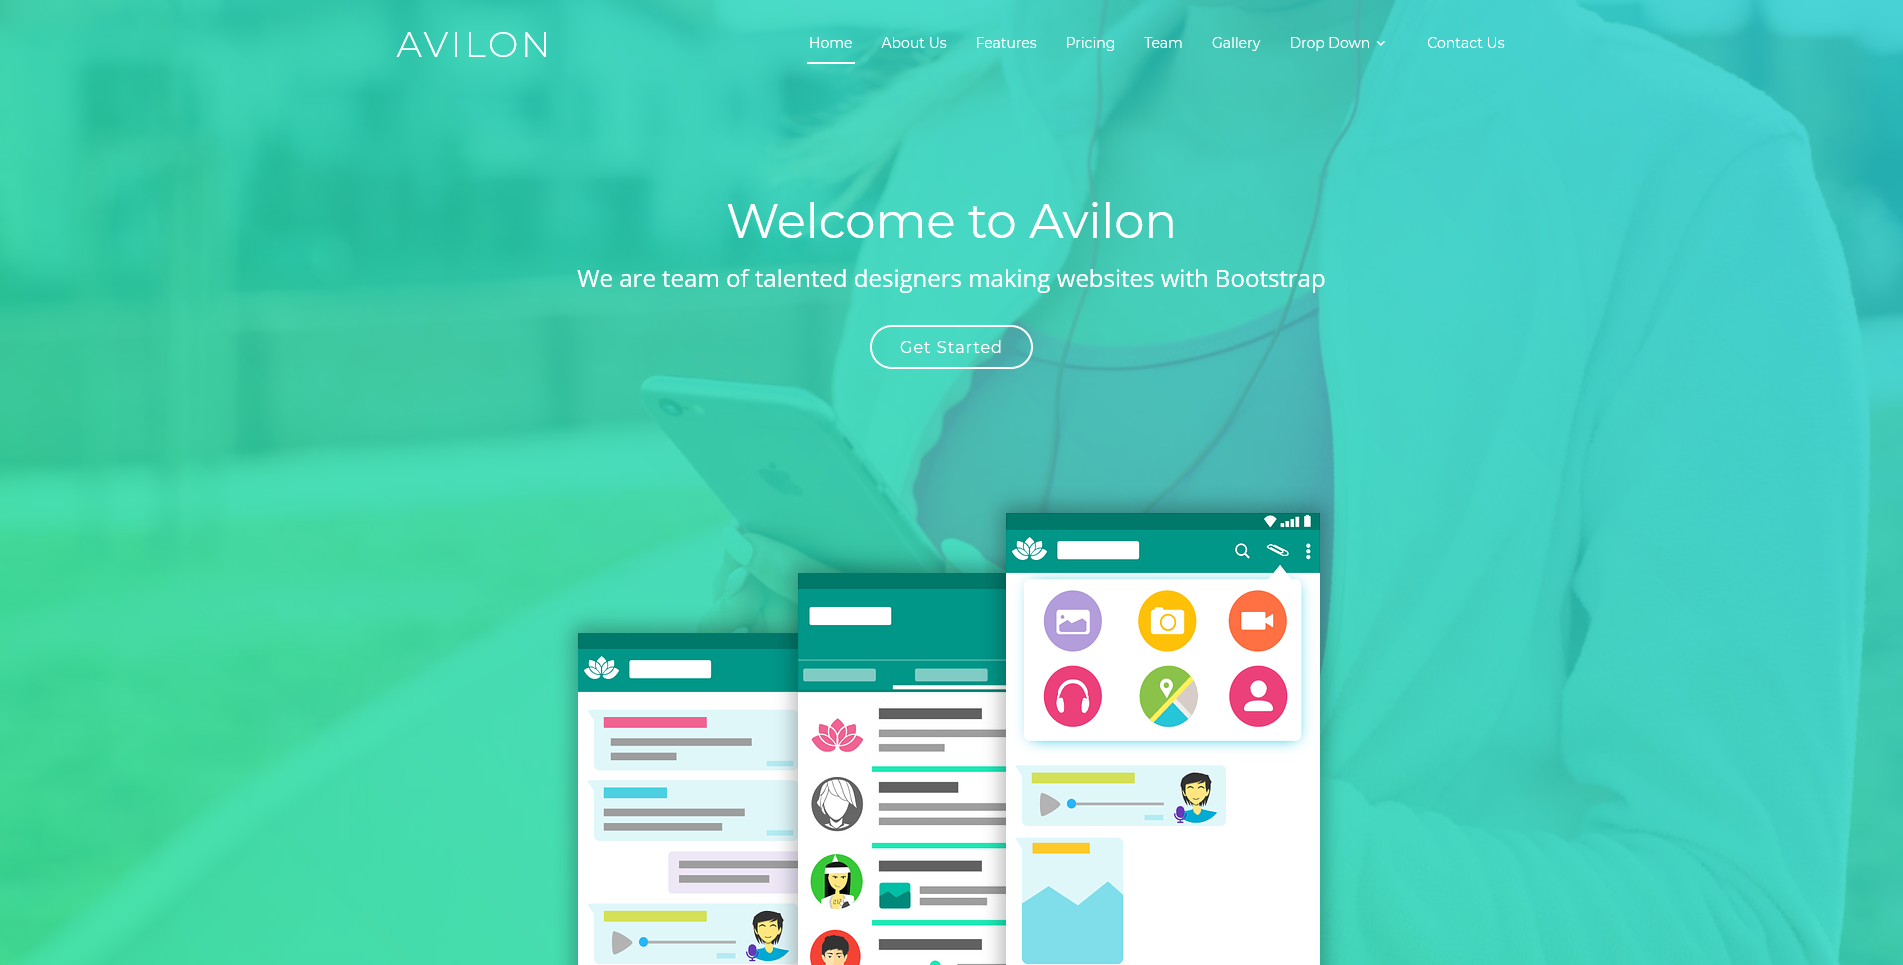 AVILON
Home About Us Features Pricing Team Gallery Drop Down Contact Us
Welcome to Avilon
We are team of talented designers making websites with Bootstrap
Get Started